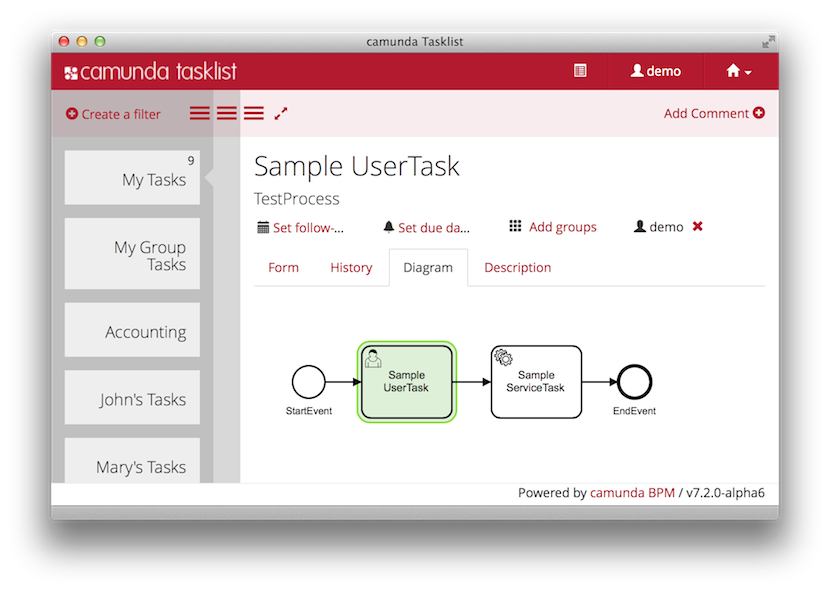 camunda Tasklist
camunda tasklist
demo
Create a filter
Add Comment
9
My Tasks
My Group
Tasks
Accounting
John's Tasks
Mary's Tasks
Sample UserTask
TestProcess
Set follow-...
Set due da...
Add groups
demo
Form
History
Diagram
Description
StartEvent
Sample
UserTask
Sample
ServiceTask
EndEvent
Powered by camunda BPM / v7.2.0-alpha6